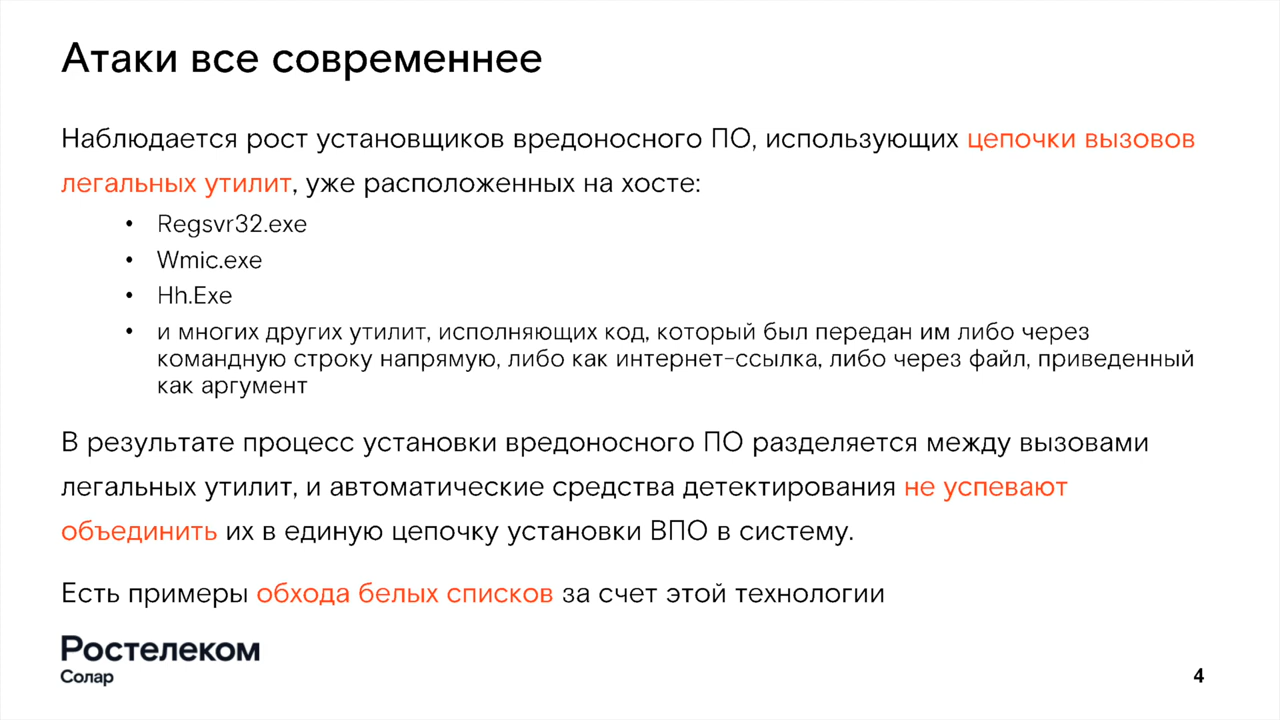 Атаки все современнее
Наблюдается рост установщиков вредоносного ПО, использующих цепочки вызовов
легальных утилит, уже расположенных на хосте:
• Regsvr32.exe
• Wmic.exe
• Hh.Exe
• и многих других утилит, исполняющих код, который был передан им либо через
командную строку напрямую, либо как интернет-ссылка, либо через файл, приведенный
как аргумент
В результате процесс установки вредоносного ПО разделяется между вызовами
легальных утилит, и автоматические средства детектирования не успевают
объединить их в единую цепочку установки ВПО в систему.
Есть примеры обхода белых списков за счет этой технологии
Ростелеком
Солар
4